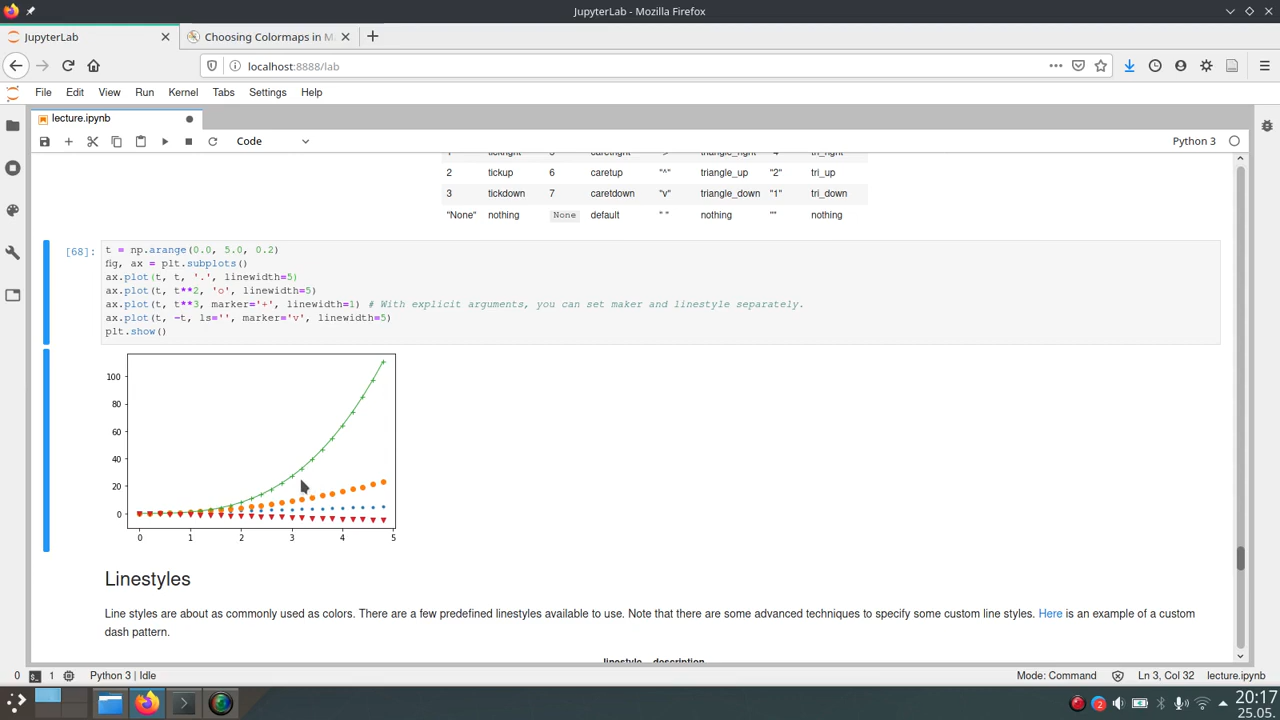 JupyterLab - Mozilla Firefox
JupyterLab
Choosing Colormaps in M
localhost:8888/lab
File Edit View Run Kernel Tabs Settings Help
lecture.ipynb
Code
Python 3
tickright caretright triangle_right tri_right
2 tickup 6 caretup "^" triangle_up "2" tri_up
3 tickdown 7 caretdown "v" triangle_down "1" tri_down
"None" nothing None default " " nothing "" nothing
[68]:
t = np.arange(0.0, 5.0, 0.2)
fig, ax = plt.subplots()
ax.plot(t, t, '.', linewidth=5)
ax.plot(t, t**2, 'o', linewidth=5)
ax.plot(t, t**3, marker='+', linewidth=1) # With explicit arguments, you can set maker and linestyle separately.
ax.plot(t, -t, ls='', marker='v', linewidth=5)
plt.show()
100
80
60
40
20
0
0 1 2 3 4 5
Linestyles
Line styles are about as commonly used as colors. There are a few predefined linestyles available to use. Note that there are some advanced techniques to specify some custom line styles. Here is an example of a custom
dash pattern.
linestyle description
0 1 Python 3 | Idle
Mode: Command Ln 3, Col 32 lecture.ipynb
2
20:17
25.05.